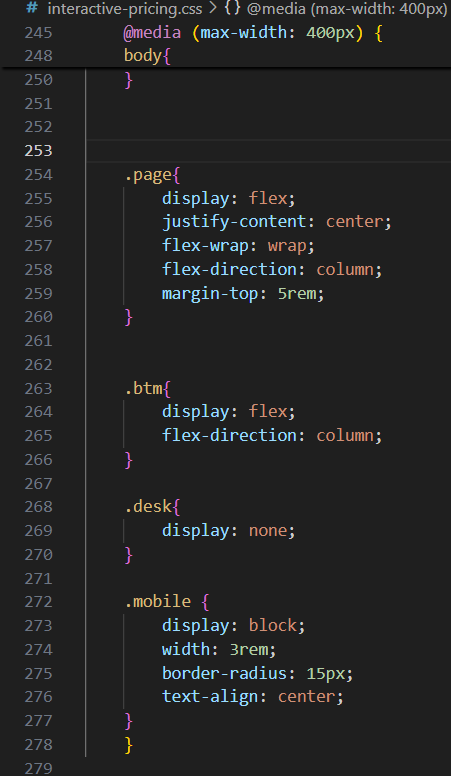 # interactive-pricing.css > {} @media (max-width: 400px)
245 @media (max-width: 400px) {
248 body{
250 }
251
252
253
254 .page{
255 display: flex;
256 justify-content: center;
257 flex-wrap: wrap;
258 flex-direction: column;
259 margin-top: 5rem;
260 }
261
262
263 .btm{
264 display: flex;
265 flex-direction: column;
266 }
267
268 .desk{
269 display: none;
270 }
271
272 .mobile {
273 display: block;
274 width: 3rem;
275 border-radius: 15px;
276 text-align: center;
277 }
278 }
279